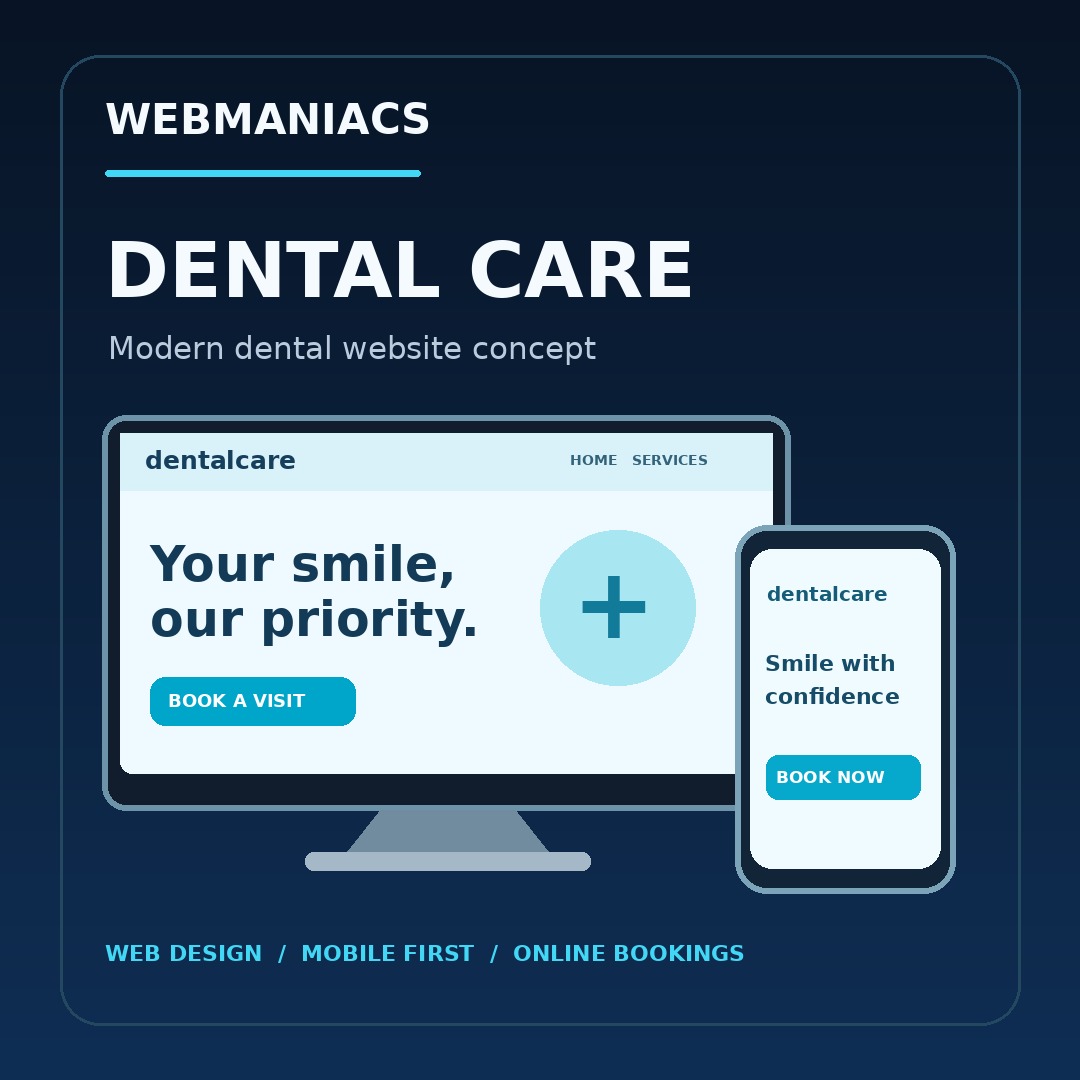 WEBMANIACS
DENTAL CARE
Modern dental website concept
dentalcare
HOME SERVICES
Your smile,
our priority.
BOOK A VISIT
dentalcare
Smile with
confidence
BOOK NOW
WEB DESIGN / MOBILE FIRST / ONLINE BOOKINGS